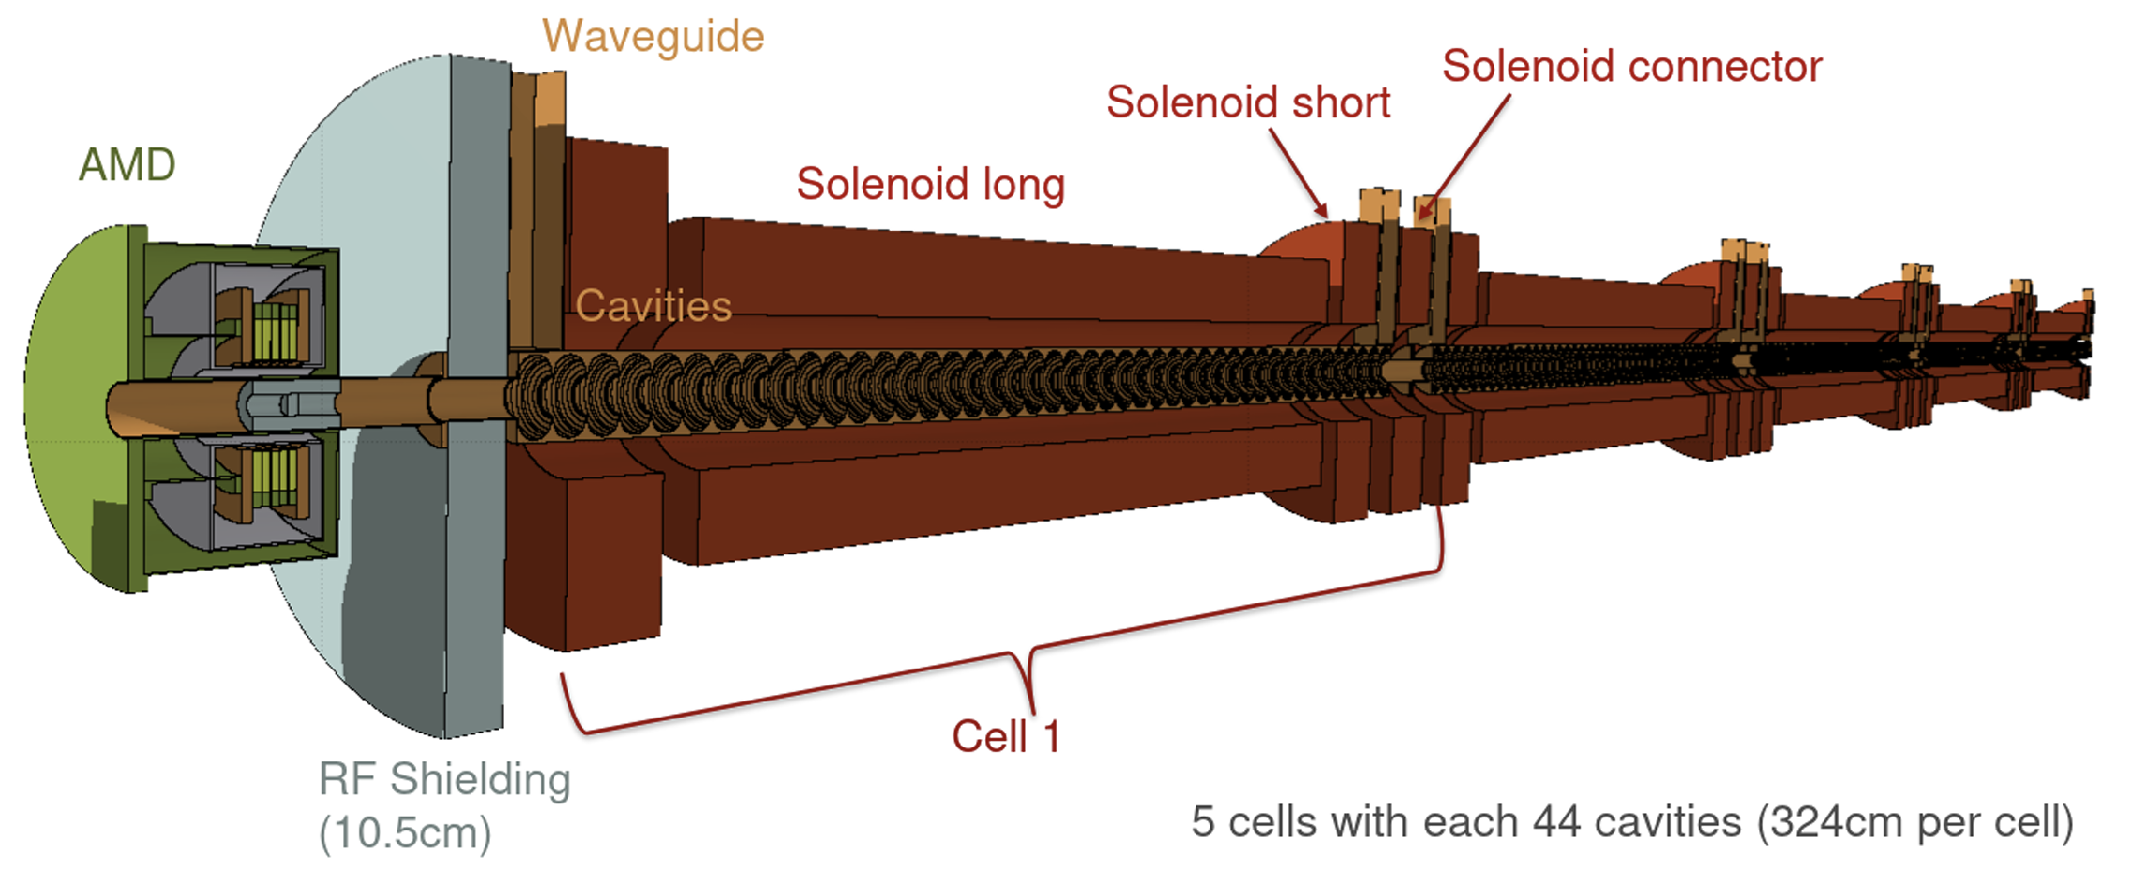 Waveguide
Solenoid connector
Solenoid short
AMD
Solenoid long
Cavities
Cell 1
RF Shielding
(10.5cm)
5 cells with each 44 cavities (324cm per cell)